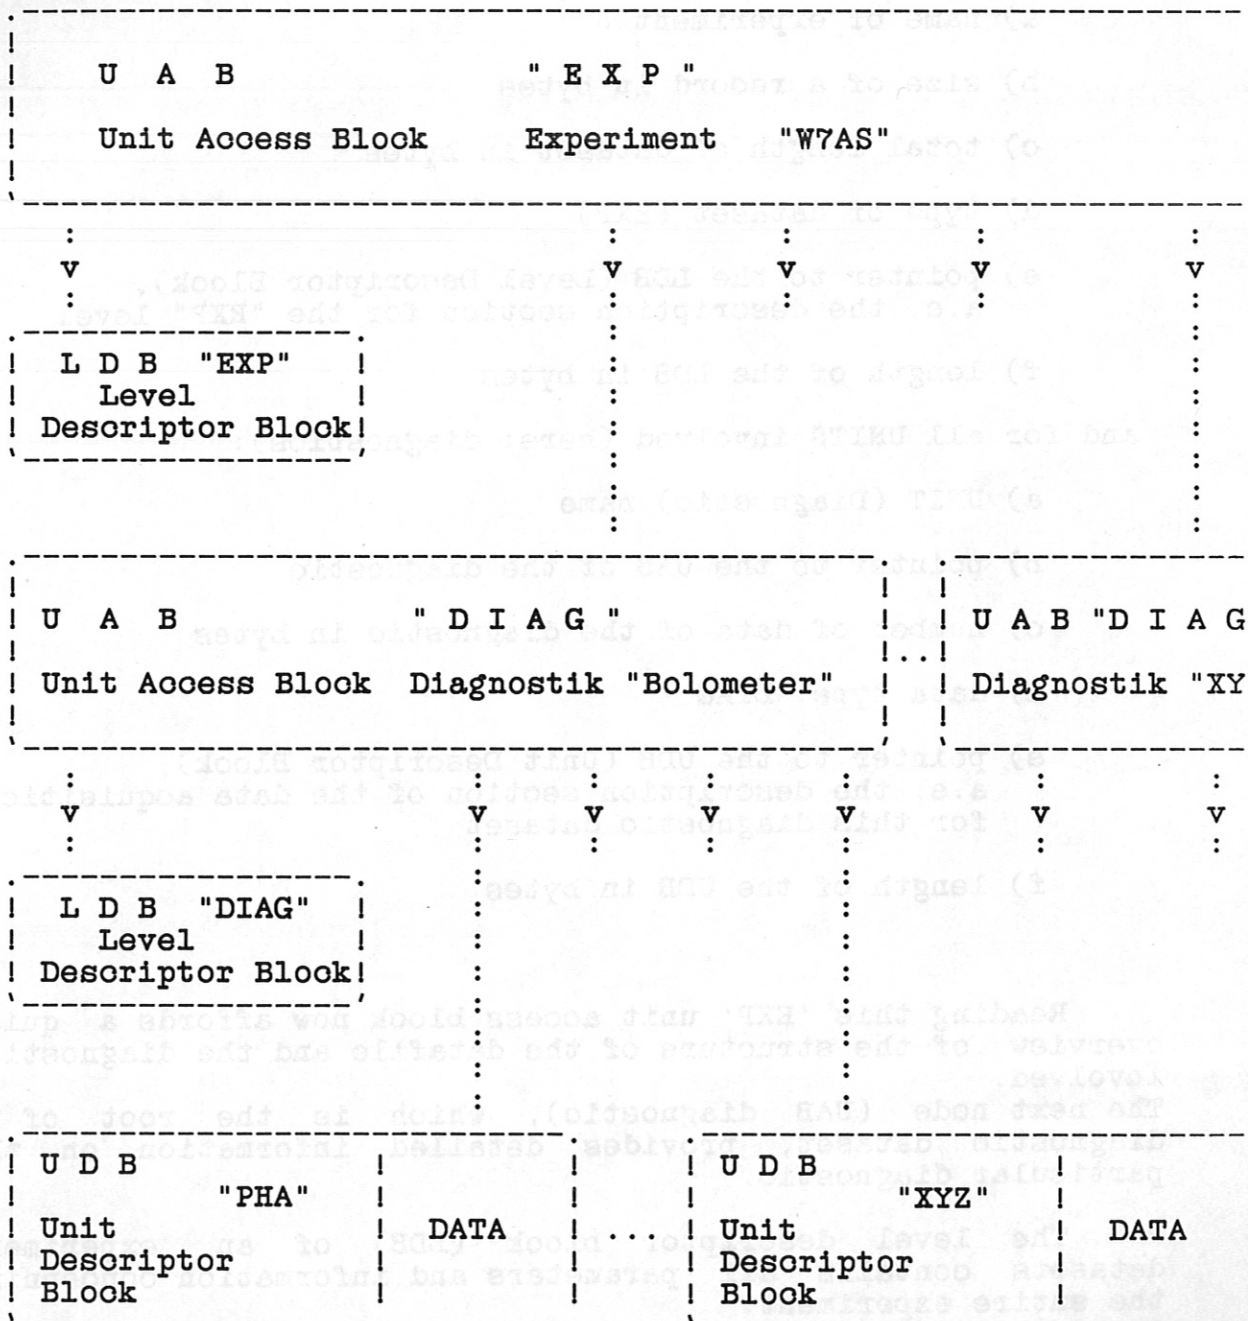 U A B " E X P "
Unit Access Block Experiment "W7AS"
L D B "EXP"
Level
Descriptor Block
U A B " D I A G " U A B "D I A G
Unit Access Block Diagnostik "Bolometer" .. Diagnostik "XY
L D B "DIAG"
Level
Descriptor Block
U D B U D B
"PHA" "XYZ"
Unit DATA ... Unit DATA
Descriptor Descriptor
Block Block